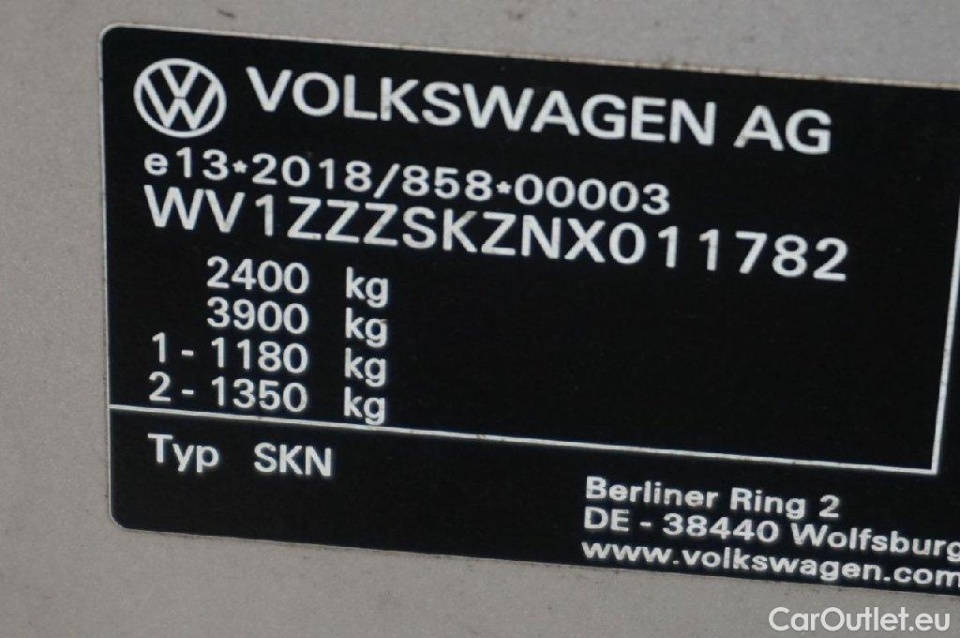 VOLKSWAGEN AG
e13*2018/858*00003
WV1ZZZSKZNX011782
2400 kg
3900 kg
1 - 1180 kg
2 - 1350 kg
Typ SKN
Berliner Ring 2
DE - 38440 Wolfsburg
www.volkswagen.com
CarOutlet.eu